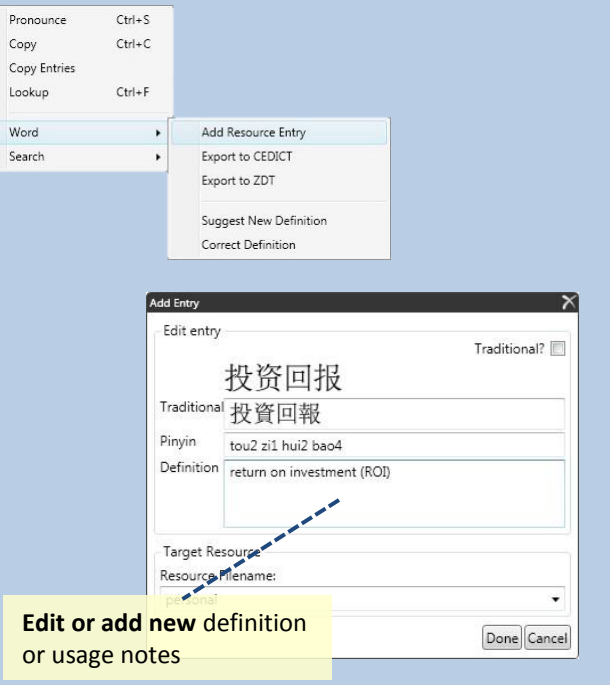 Pronounce Ctrl+S
Copy Ctrl+C
Copy Entries
Lookup Ctrl+F
Word
Search
Add Resource Entry
Export to CEDICT
Export to ZDT
Suggest New Definition
Correct Definition
Add Entry
Edit entry
Traditional?
投资回报
Traditional 投資回報
Pinyin tou2 zi1 hui2 bao4
Definition return on investment (ROI)
Target Resource
Resource Filename:
personal
Edit or add new definition
or usage notes
Done Cancel